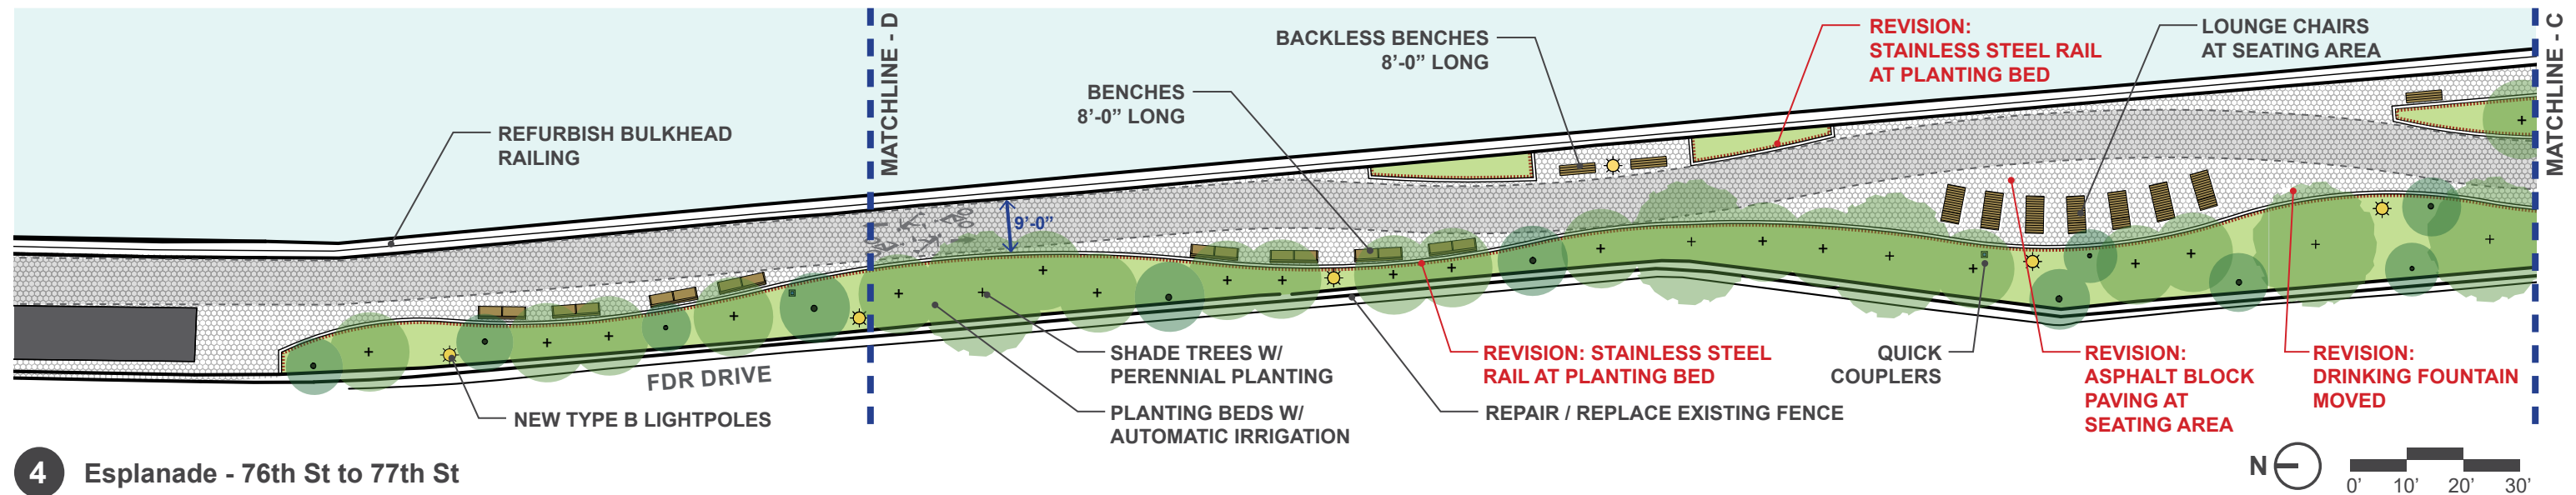 MATCHLINE - D
MATCHLINE - C
REFURBISH BULKHEAD
RAILING
BENCHES
8’-0” LONG
BACKLESS BENCHES
8’-0” LONG
REVISION:
STAINLESS STEEL RAIL
AT PLANTING BED
LOUNGE CHAIRS
AT SEATING AREA
9’-0”
FDR DRIVE
NEW TYPE B LIGHTPOLES
SHADE TREES W/
PERENNIAL PLANTING
PLANTING BEDS W/
AUTOMATIC IRRIGATION
REVISION: STAINLESS STEEL
RAIL AT PLANTING BED
REPAIR / REPLACE EXISTING FENCE
QUICK
COUPLERS
REVISION:
ASPHALT BLOCK
PAVING AT
SEATING AREA
REVISION:
DRINKING FOUNTAIN
MOVED
4 Esplanade - 76th St to 77th St
N
0’ 10’ 20’ 30’